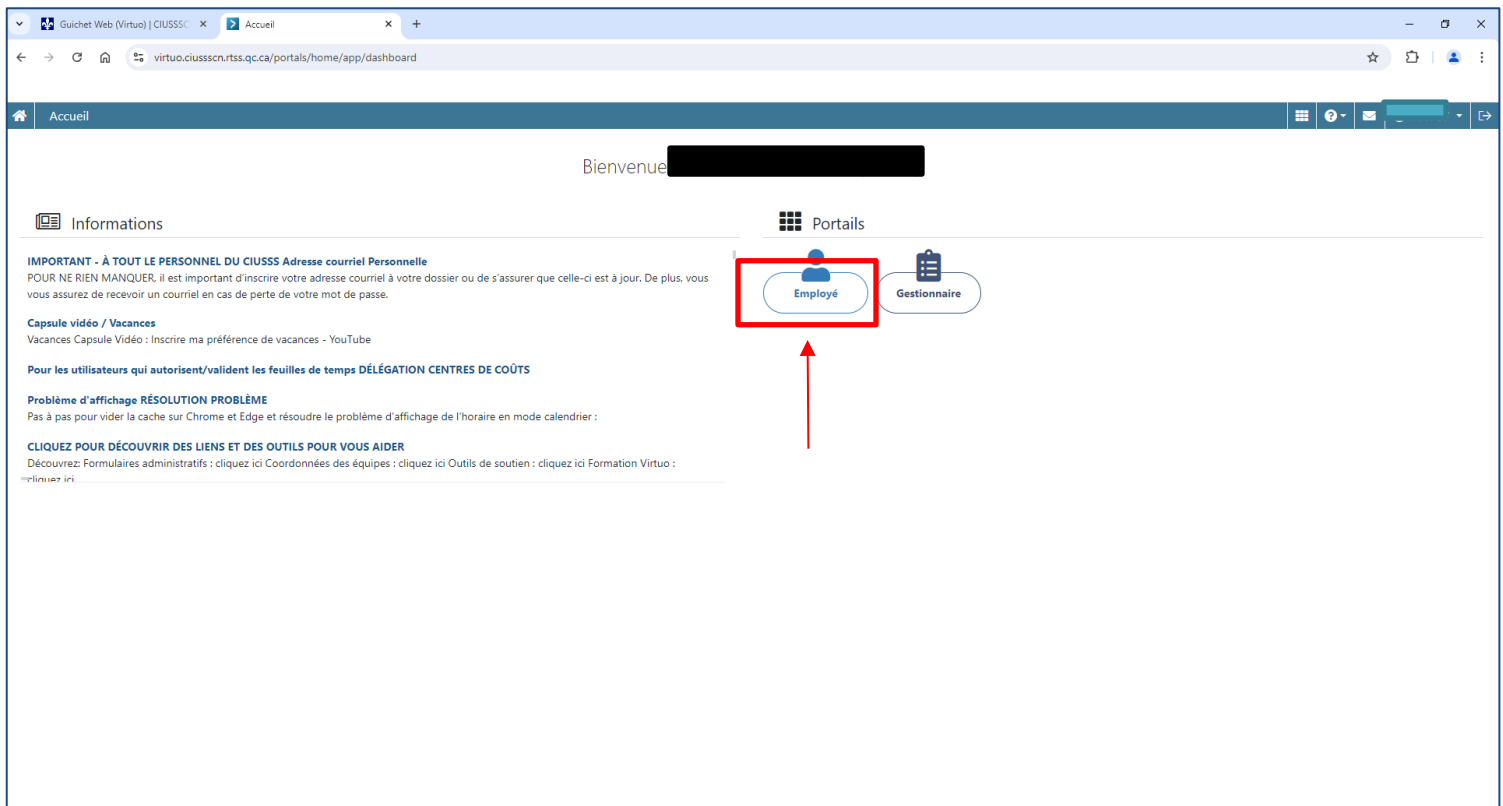 Guichet Web (Virtuo) | CIUSSSC
Accueil
virtuo.ciussscn.rtss.qc.ca/portals/home/app/dashboard
Accueil
Bienvenue
Informations
IMPORTANT - À TOUT LE PERSONNEL DU CIUSSS Adresse courriel Personnelle
POUR NE RIEN MANQUER, il est important d'inscrire votre adresse courriel à votre dossier ou de s'assurer que celle-ci est à jour. De plus, vous
vous assurez de recevoir un courriel en cas de perte de votre mot de passe.
Capsule vidéo / Vacances
Vacances Capsule Vidéo : Inscrire ma préférence de vacances - YouTube
Pour les utilisateurs qui autorisent/valident les feuilles de temps DÉLÉGATION CENTRES DE COÛTS
Problème d'affichage RÉSOLUTION PROBLÈME
Pas à pas pour vider la cache sur Chrome et Edge et résoudre le problème d'affichage de l'horaire en mode calendrier :
CLIQUEZ POUR DÉCOUVRIR DES LIENS ET DES OUTILS POUR VOUS AIDER
Découvrez: Formulaires administratifs : cliquez ici Coordonnées des équipes : cliquez ici Outils de soutien : cliquez ici Formation Virtuo :
cliquez ici
Portails
Employé
Gestionnaire